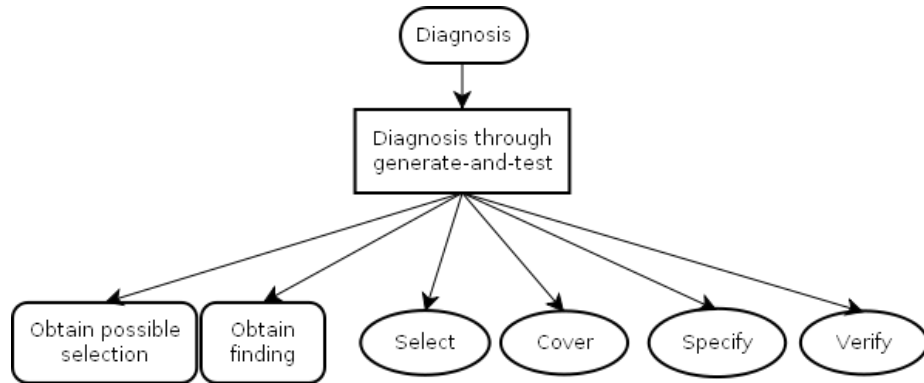 Diagnosis
Diagnosis through
generate-and-test
Obtain possible
selection
Obtain
finding
Select
Cover
Specify
Verify